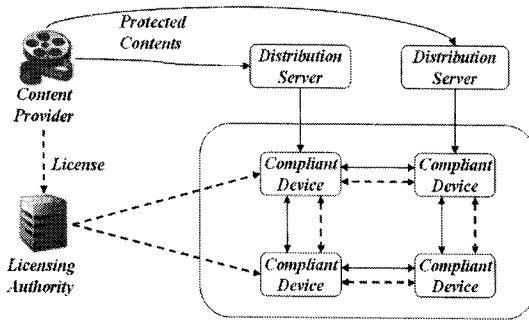 Protected
Contents
Distribution
Server
Distribution
Server
Content
Provider
License
Compliant
Device
Compliant
Device
Licensing
Authority
Compliant
Device
Compliant
Device